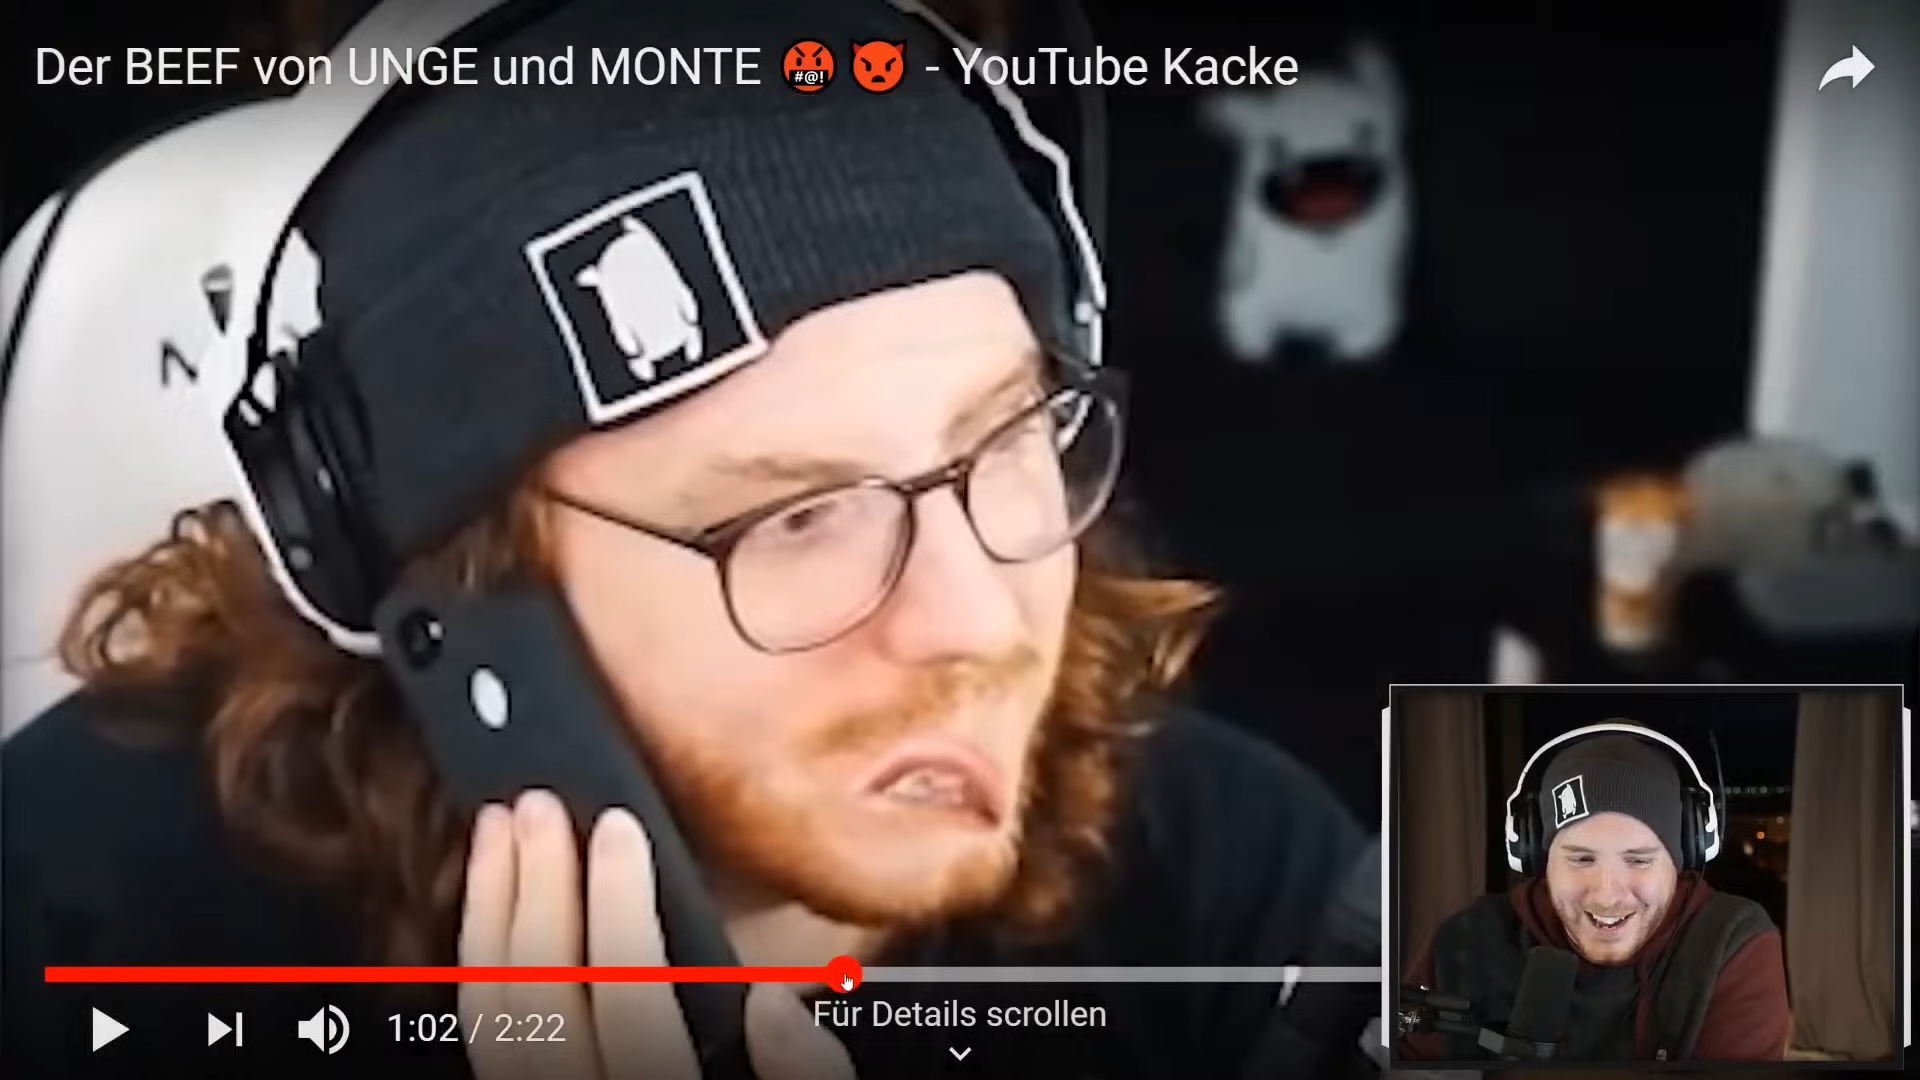 Der BEEF von UNGE und MONTE 🤬 👿 - YouTube Kacke
1:02 / 2:22
Für Details scrollen